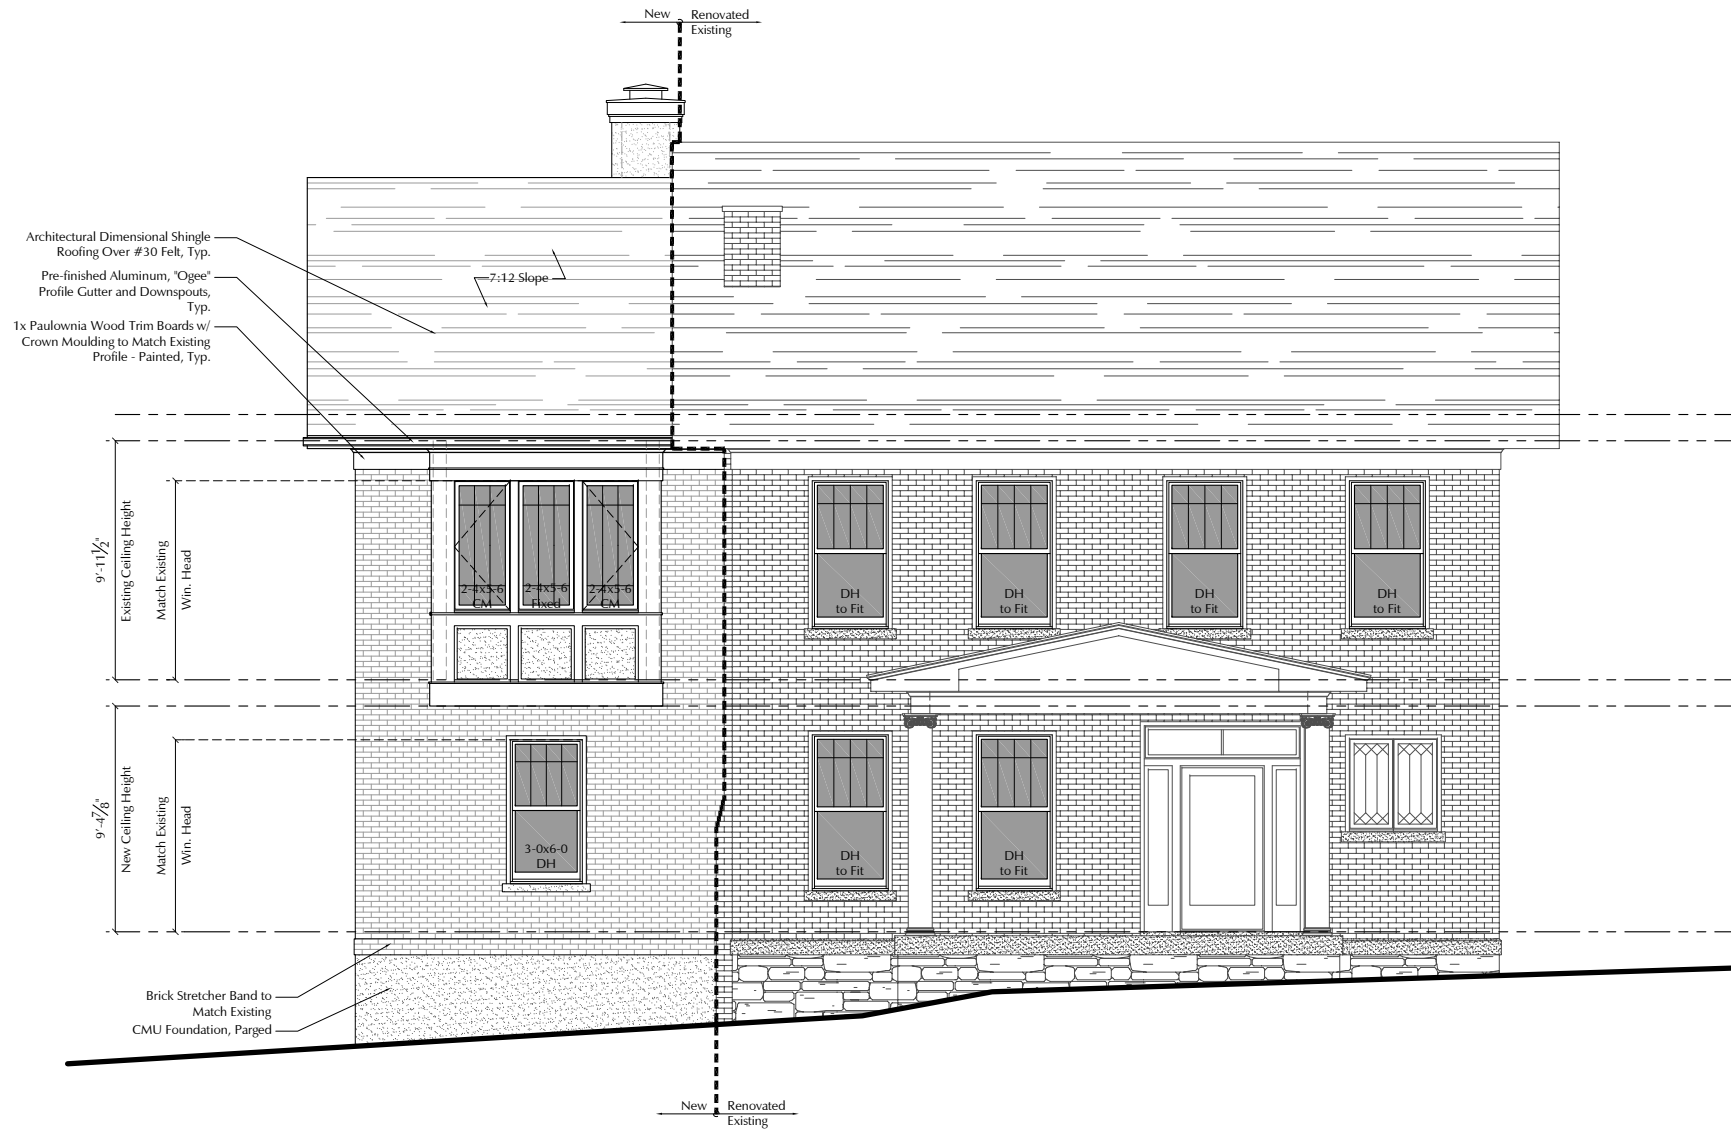 New
Renovated
Existing
Architectural Dimensional Shingle
Roofing Over #30 Felt, Typ.
Pre-finished Aluminum, "Ogee"
Profile Gutter and Downspouts,
Typ.
1x Paulownia Wood Trim Boards w/
Crown Moulding to Match Existing
Profile - Painted, Typ.
7:12 Slope
9'-11 1/2"
Existing Ceiling Height
Match Existing
Win. Head
2-4x5-6
CM
2-4x5-6
Fixed
2-4x5-6
CM
DH
to Fit
DH
to Fit
DH
to Fit
DH
to Fit
9'-4 7/8"
New Ceiling Height
Match Existing
Win. Head
3-0x6-0
DH
DH
to Fit
DH
to Fit
Brick Stretcher Band to
Match Existing
CMU Foundation, Parged
New
Renovated
Existing